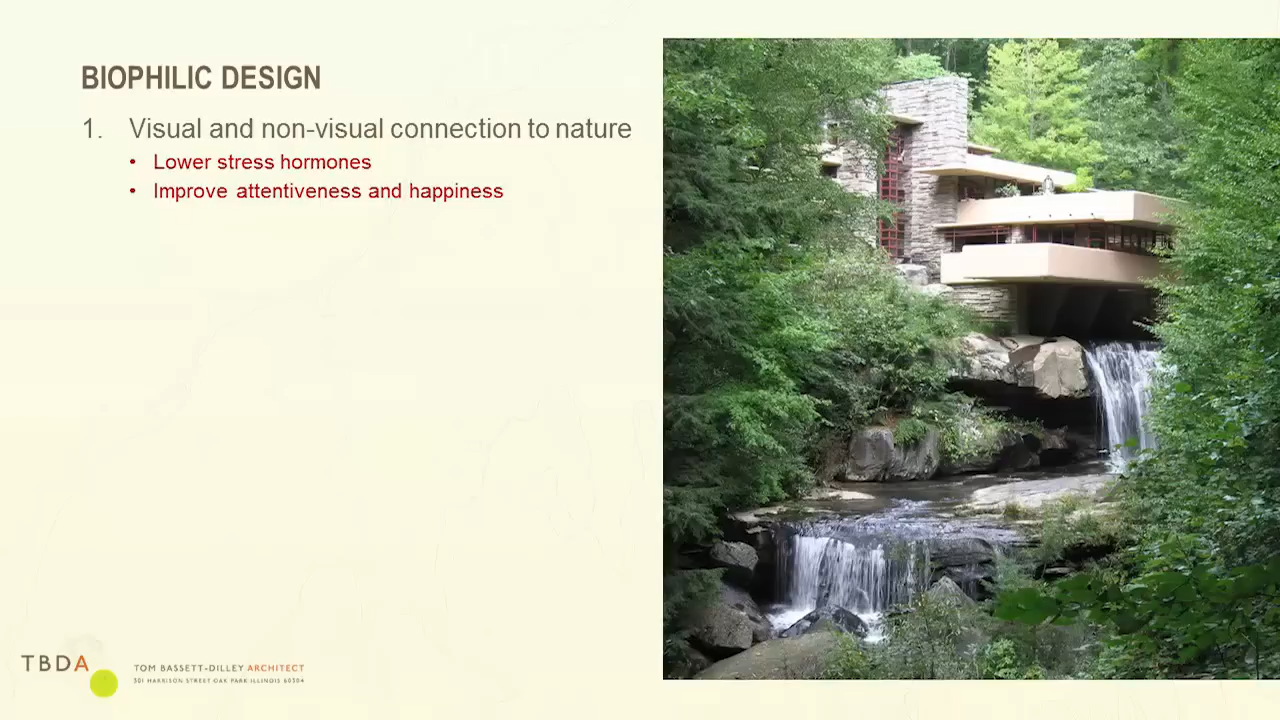 BIOPHILIC DESIGN
1. Visual and non-visual connection to nature
• Lower stress hormones
• Improve attentiveness and happiness
TBDA
TOM BASSETT-DILLEY ARCHITECT
301 HARRISON STREET OAK PARK ILLINOIS 60304